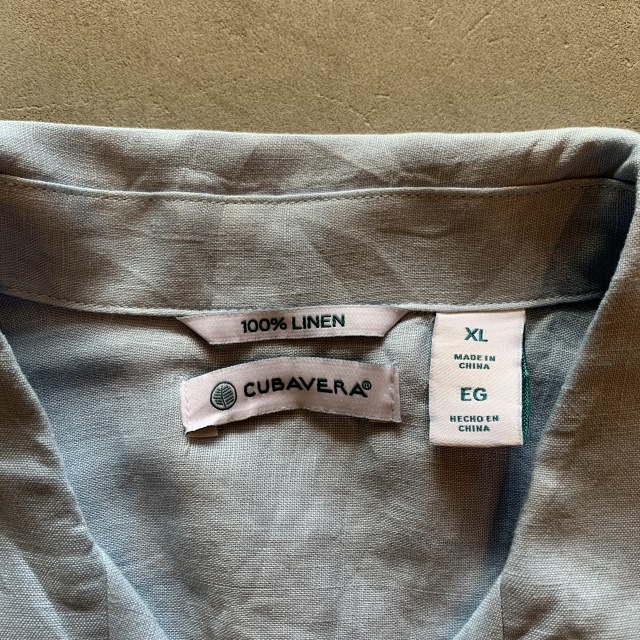 100% LINEN
CUBAVERA®
XL
MADE IN
CHINA
EG
HECHO EN
CHINA